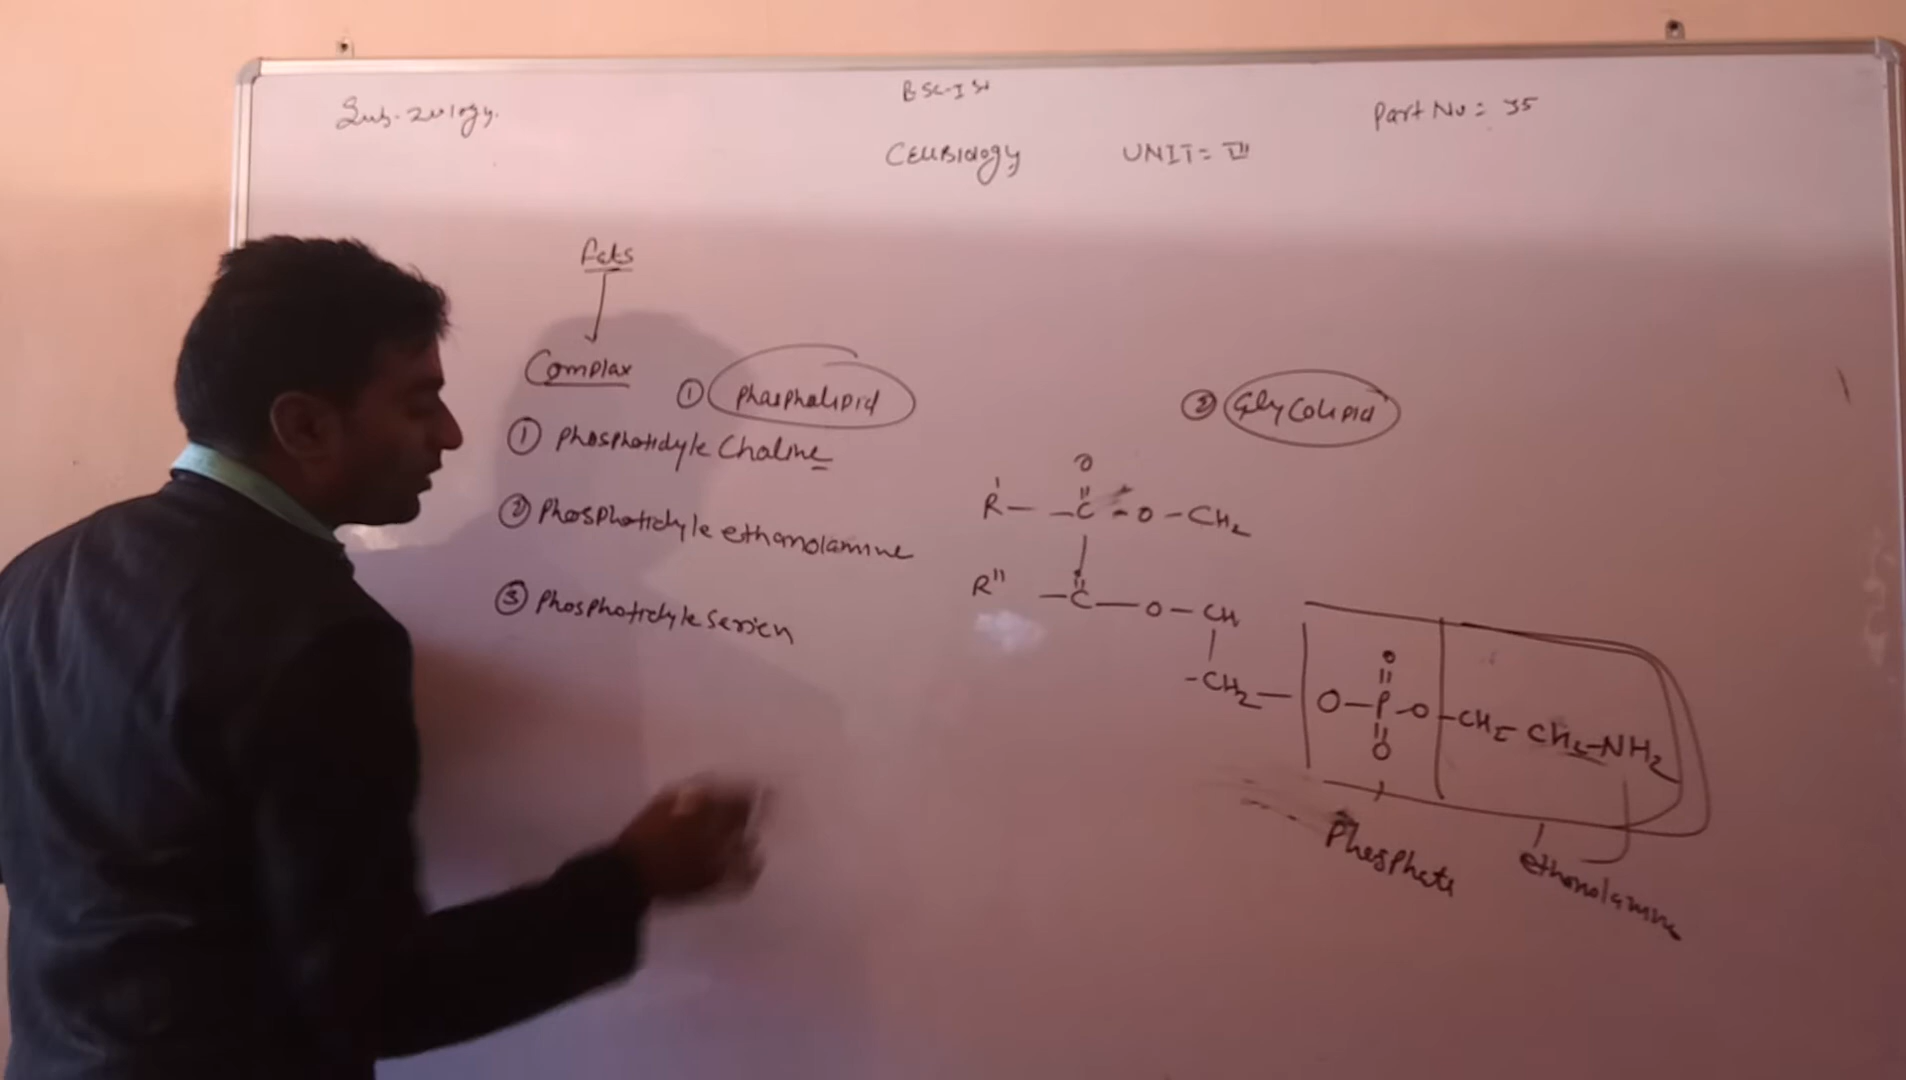 Sub. zoology.
BSC-I st
Part No = 35
CELLBiology
UNIT = III
Fats
Complax
① Phaspholipid
② Glycolipid
① Phosphotidyle Choline
② Phosphotidyle ethanolamine
③ Phosphotidyle Serien
O
R' — — C - O - CH2
R'' — C — O - CH
- CH2 —
O
O — P - O - CH2 CH2 - NH2
O
Phosphate
ethanolamine